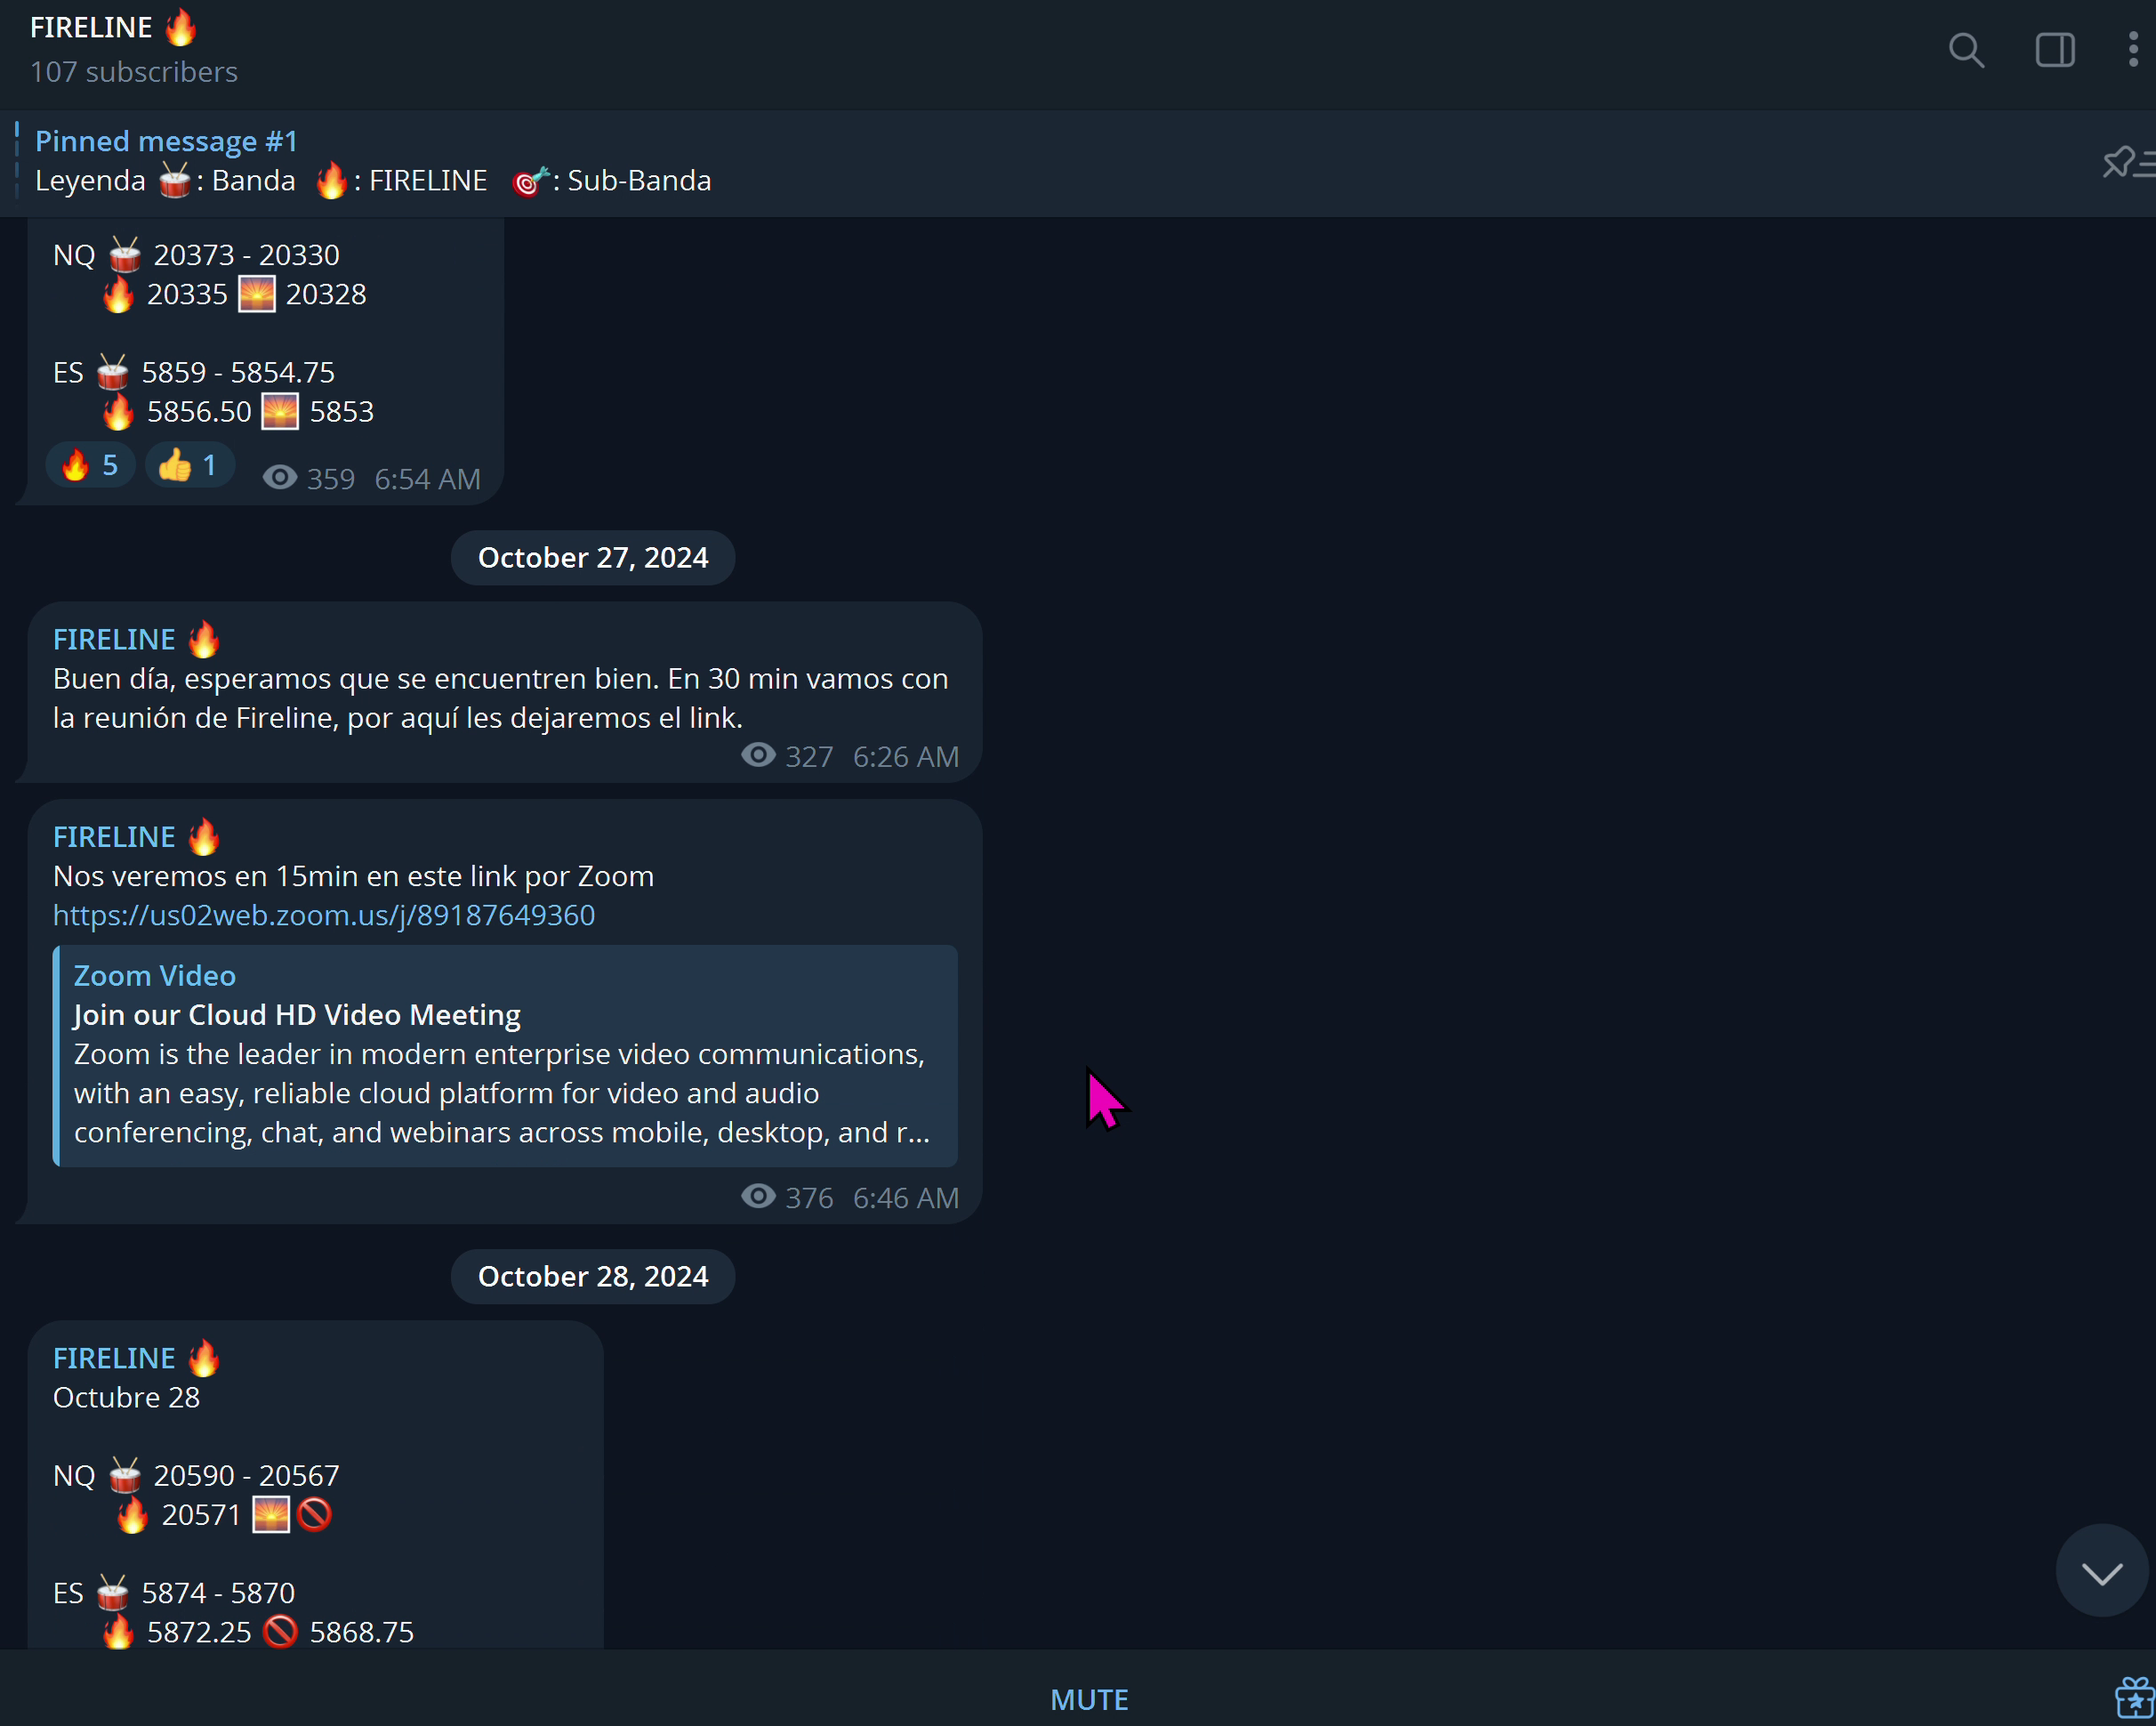 FIRELINE 🔥
107 subscribers
Pinned message #1
Leyenda 🥁: Banda 🔥: FIRELINE 🎯: Sub-Banda
NQ 🥁 20373 - 20330
🔥 20335 🌅 20328
ES 🥁 5859 - 5854.75
🔥 5856.50 🌅 5853
🔥 5 👍 1 359 6:54 AM
October 27, 2024
FIRELINE 🔥
Buen día, esperamos que se encuentren bien. En 30 min vamos con
la reunión de Fireline, por aquí les dejaremos el link.
327 6:26 AM
FIRELINE 🔥
Nos veremos en 15min en este link por Zoom
https://us02web.zoom.us/j/89187649360
Zoom Video
Join our Cloud HD Video Meeting
Zoom is the leader in modern enterprise video communications,
with an easy, reliable cloud platform for video and audio
conferencing, chat, and webinars across mobile, desktop, and r...
376 6:46 AM
October 28, 2024
FIRELINE 🔥
Octubre 28
NQ 🥁 20590 - 20567
🔥 20571 🌅🚫
ES 🥁 5874 - 5870
🔥 5872.25 🚫 5868.75
MUTE